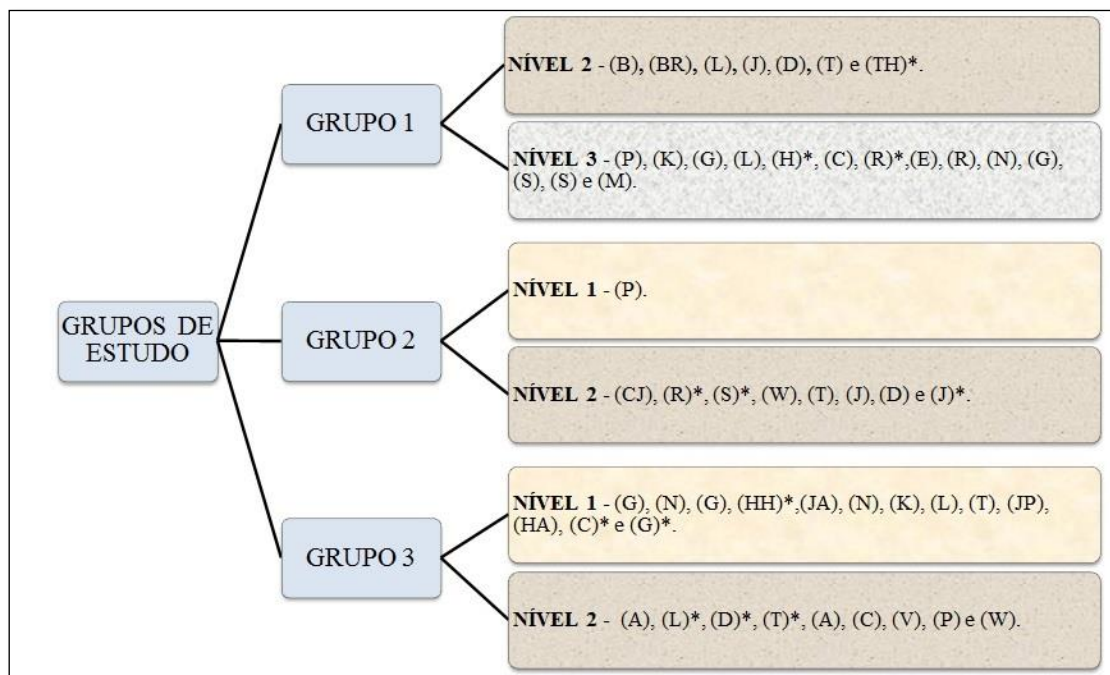 GRUPOS DE
ESTUDO
GRUPO 1
NÍVEL 2 - (B), (BR), (L), (J), (D), (T) e (TH)*.
NÍVEL 3 - (P), (K), (G), (L), (H)*, (C), (R)*,(E), (R), (N), (G),
(S), (S) e (M).
GRUPO 2
NÍVEL 1 - (P).
NÍVEL 2 - (CJ), (R)*, (S)*, (W), (T), (J), (D) e (J)*.
GRUPO 3
NÍVEL 1 - (G), (N), (G), (HH)*,(JA), (N), (K), (L), (T), (JP),
(HA), (C)* e (G)*.
NÍVEL 2 - (A), (L)*, (D)*, (T)*, (A), (C), (V), (P) e (W).